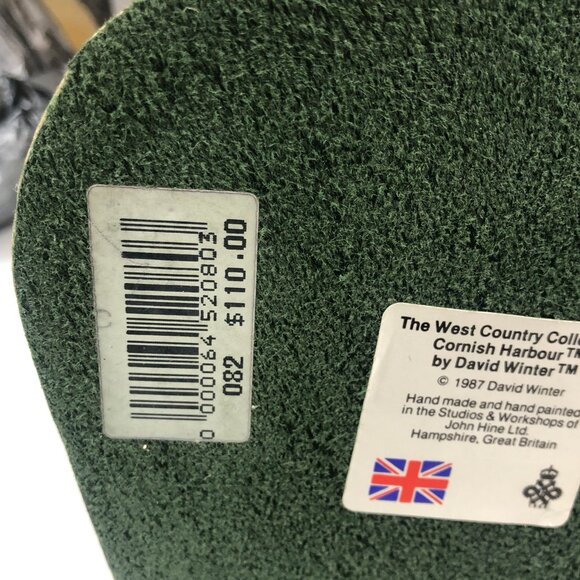 0 000064 520803
082 $110.00
The West Country Colle
Cornish Harbour™
by David Winter™
© 1987 David Winter
Hand made and hand painted
in the Studios & Workshops of
John Hine Ltd.
Hampshire, Great Britain